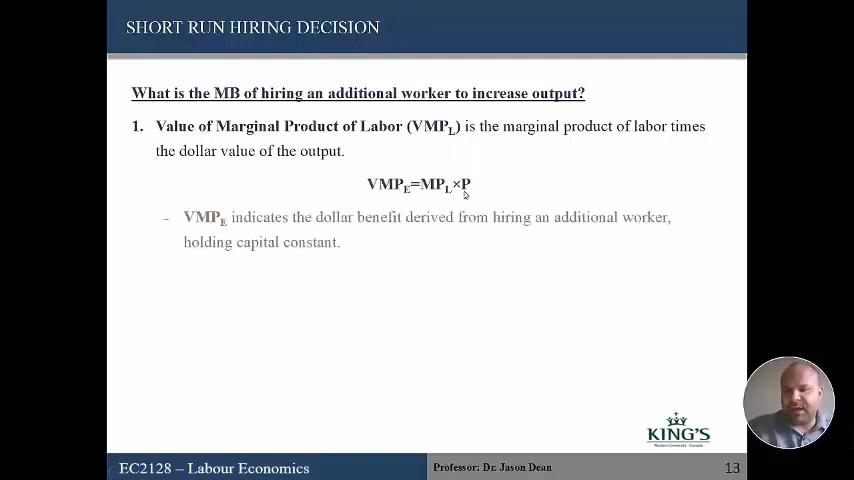 SHORT RUN HIRING DECISION
What is the MB of hiring an additional worker to increase output?
1. Value of Marginal Product of Labor (VMPL) is the marginal product of labor times
the dollar value of the output.
VMPE=MPL×P
- VMPE indicates the dollar benefit derived from hiring an additional worker,
holding capital constant.
KING'S
Western University · Canada
EC2128 – Labour Economics
Professor: Dr. Jason Dean
13